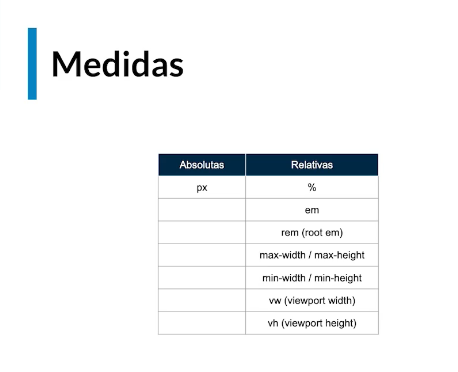 Medidas
Absolutas Relativas
px %
em
rem (root em)
max-width / max-height
min-width / min-height
vw (viewport width)
vh (viewport height)